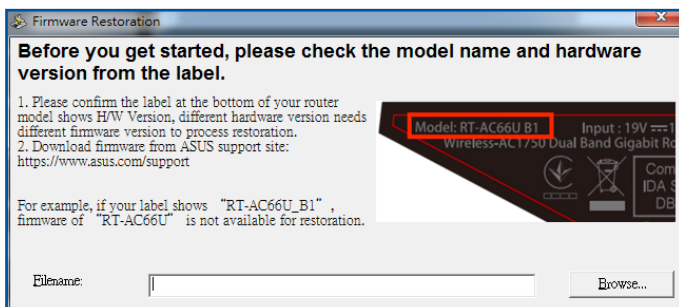 Firmware Restoration
Before you get started, please check the model name and hardware
version from the label.
1. Please confirm the label at the bottom of your router
model shows H/W Version, different hardware version needs
different firmware version to process restoration.
2. Download firmware from ASUS support site:
https://www.asus.com/support
For example, if your label shows “RT-AC66U_B1”,
firmware of “RT-AC66U” is not available for restoration.
Model: RT-AC66U B1 Input : 19V
Wireless-AC1750 Dual Band Gigabit
Com
IDA
DB
Filename:
Browse...